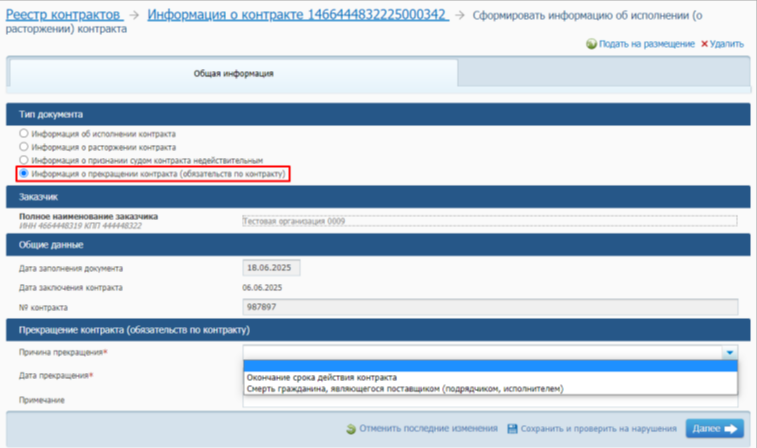 Реестр контрактов → Информация о контракте 1466444832225000342 → Сформировать информацию об исполнении (о
расторжении) контракта
Подать на размещение Удалить
Общая информация
Тип документа
Информация об исполнении контракта
Информация о расторжении контракта
Информация о признании судом контракта недействительным
Информация о прекращении контракта (обязательств по контракту)
Заказчик
Полное наименование заказчика Тестовая организация 0009
ИНН 4664448319 КПП 444448322
Общие данные
Дата заполнения документа 18.06.2025
Дата заключения контракта 06.06.2025
№ контракта 987897
Прекращение контракта (обязательств по контракту)
Причина прекращения*
Дата прекращения*
Окончание срока действия контракта
Смерть гражданина, являющегося поставщиком (подрядчиком, исполнителем)
Примечание
Отменить последние изменения Сохранить и проверить на нарушения Далее